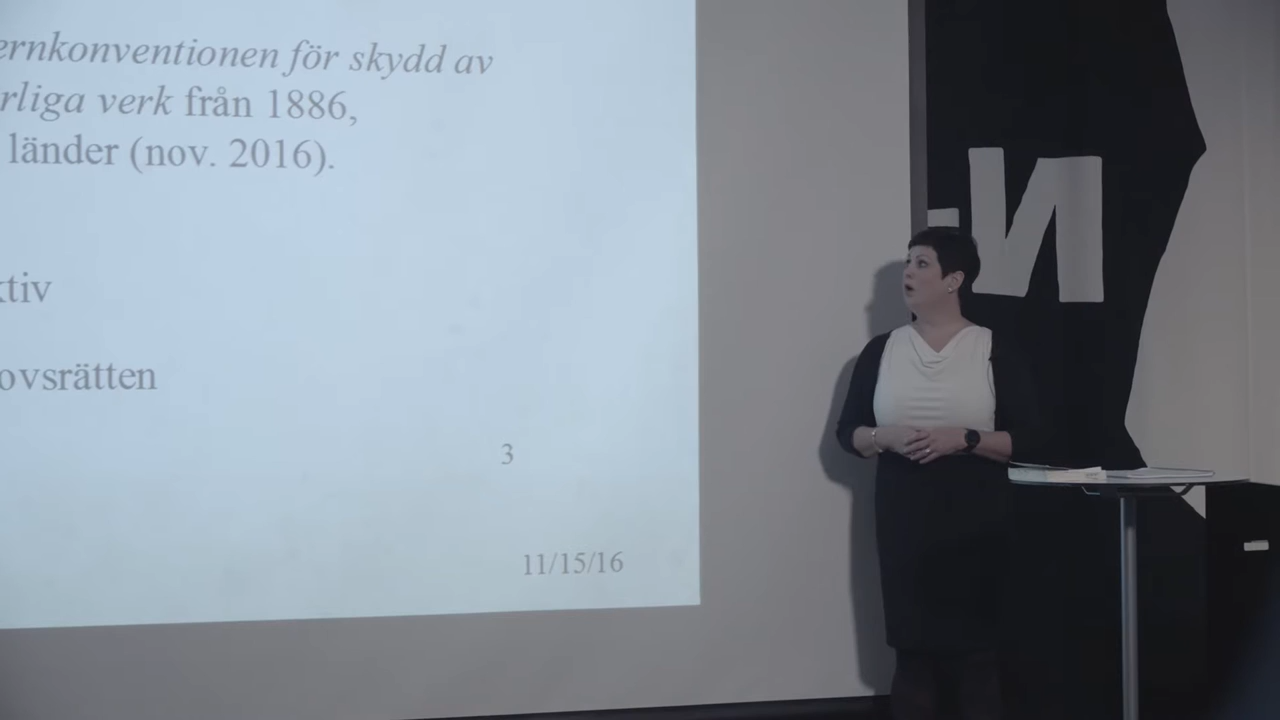 ernkonventionen för skydd av
rliga verk från 1886,
länder (nov. 2016).
ktiv
ovsrätten
3
11/15/16
N